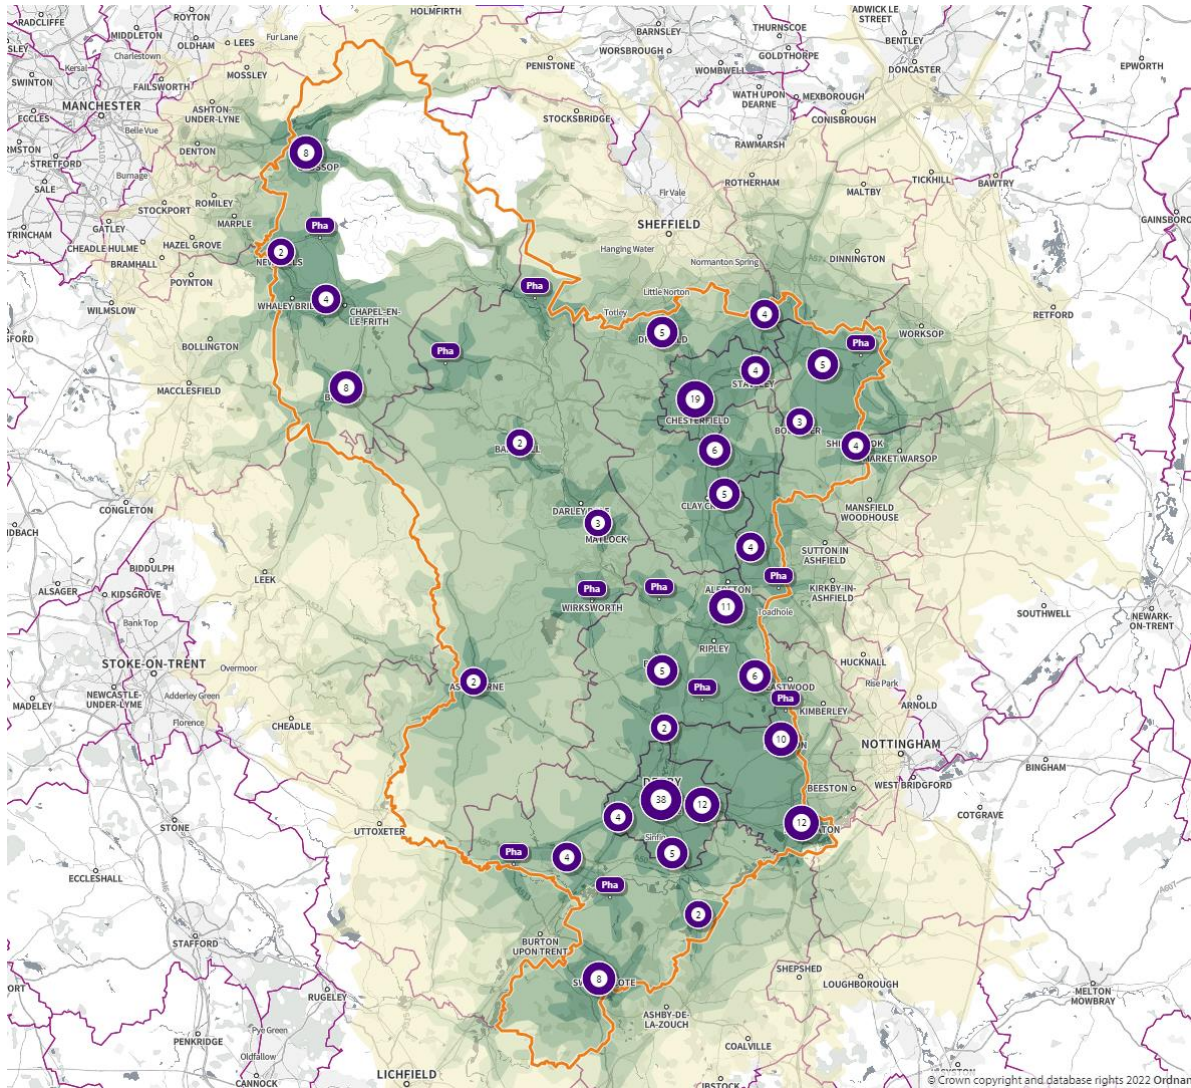 HOLMFIRTH
ADWICK LE
STREET
RADCLIFFE
ROYTON
BARNSLEY
THURNSCOE
MIDDLETON
OLDHAM
LEES
Fur Lane
BENTLEY
Kersal
Charlestown
WORSBROUGH
GOLDTHORPE
PENISTONE
EPWORTH
SWINTON
FAILSWORTH
MOSSLEY
WOMBWELL
DONCASTER
MANCHESTER
ASHTON-
UNDER-LYNE
WATH UPON
DEARNE
MEXBOROUGH
ECCLES
STOCKSBRIDGE
CONISBROUGH
Belle Vue
DENTON
RAWMARSH
STRETFORD
8
Burnage
ROTHERHAM
TICKHILL
BAWTRY
SALE
ROMILEY
Fir Vale
MALTBY
STOCKPORT
MARPLE
Pha
SHEFFIELD
GATLEY
HAZEL GROVE
CHEADLE HULME
Hanging Water
2
BRAMHALL
Normanton Spring
DINNINGTON
POYNTON
Pha
Little Norton
WHALEY BRI
4
CHAPEL-EN-
LE-FRITH
Totley
4
WILMSLOW
RETFORD
5
WORKSOP
BOLLINGTON
Pha
Pha
5
4
MACCLESFIELD
8
19
CHESTERFIELD
3
2
6
4
MARKET WARSOP
5
CONGLETON
CLAY C
MANSFIELD
WOODHOUSE
3
MATLOCK
4
SUTTON IN
ASHFIELD
BIDDULPH
LEEK
Pha
ALSAGER
KIDSGROVE
Pha
Pha
KIRKBY-IN-
ASHFIELD
WIRKSWORTH
11
Toadhole
SOUTHWELL
NEWARK-
ON-TRENT
Bank Top
RIPLEY
STOKE-ON-TRENT
Overmoor
5
HUCKNALL
2
6
Rise Park
EASTWOOD
NEWCASTLE-
UNDER-LYME
Adderley Green
Pha
Pha
MADELEY
KIMBERLEY
ARNOLD
Florence
CHEADLE
2
10
NOTTINGHAM
BINGHAM
BEESTON
WEST BRIDGFORD
38
12
COTGRAVE
4
12
STONE
UTTOXETER
Sinfin
Pha
4
5
ECCLESHALL
Pha
2
STAFFORD
BURTON
UPON TRENT
SHEPSHED
8
LOUGHBOROUGH
RUGELEY
MELTON
MOWBRAY
ASHBY-DE-
LA-ZOUCH
Pye Green
PENKRIDGE
COALVILLE
Oldfallow
LICHFIELD
CANNOCK
IBSTOCK
© Crown copyright and database rights 2022 Ordnan